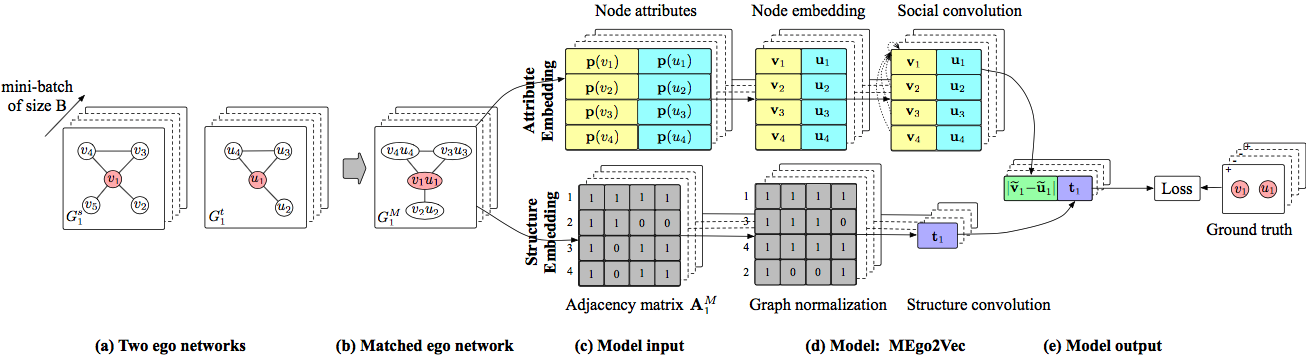 Node attributes
Node embedding
Social convolution
mini-batch
of size B
v4 v3
v1
v5 v2
G_1^s
u4 u3
u1
u2
G_1^t
v4u4 v3u3
v1u1
v2u2
G_1^M
Attribute
Embedding
p(v1) p(u1)
p(v2) p(u2)
p(v3) p(u3)
p(v4) p(u4)
v1 u1
v2 u2
v3 u3
v4 u4
v1 u1
v2 u2
v3 u3
v4 u4
Structure
Embedding
1 1 1 1 1
2 1 1 0 0
3 1 0 1 1
4 1 0 1 1
Adjacency matrix A_1^M
1 1 1 1 1
3 1 1 1 0
4 1 1 1 1
2 1 0 0 1
Graph normalization
t1
Structure convolution
|ṽ1−ũ1| t1
Loss
+
-
+
v1 u1
Ground truth
(a) Two ego networks
(b) Matched ego network
(c) Model input
(d) Model: MEgo2Vec
(e) Model output